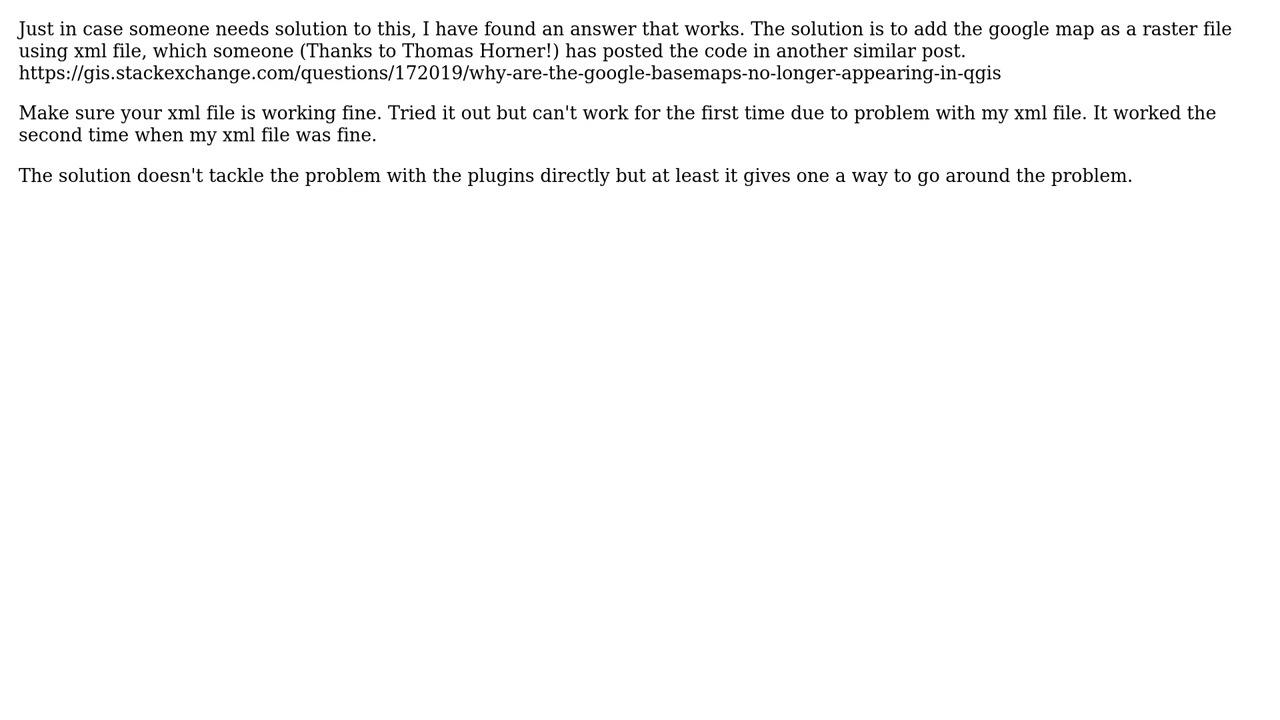 Just in case someone needs solution to this, I have found an answer that works. The solution is to add the google map as a raster file
using xml file, which someone (Thanks to Thomas Horner!) has posted the code in another similar post.
https://gis.stackexchange.com/questions/172019/why-are-the-google-basemaps-no-longer-appearing-in-qgis
Make sure your xml file is working fine. Tried it out but can't work for the first time due to problem with my xml file. It worked the
second time when my xml file was fine.
The solution doesn't tackle the problem with the plugins directly but at least it gives one a way to go around the problem.